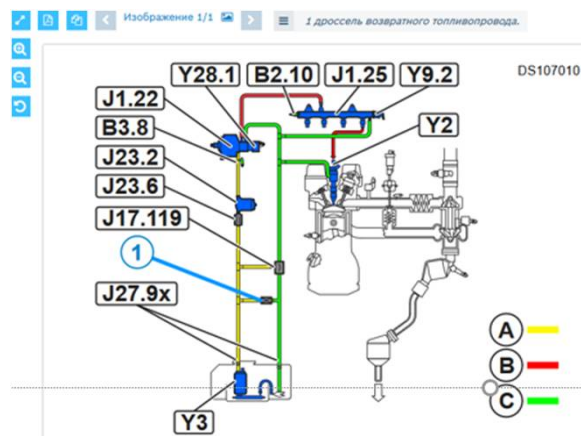 Изображение 1/1
1 дроссель возвратного топливопровода.
DS107010
Y28.1 B2.10 J1.25 Y9.2
J1.22
B3.8
Y2
J23.2
J23.6
J17.119
1
J27.9x
A
B
C
Y3